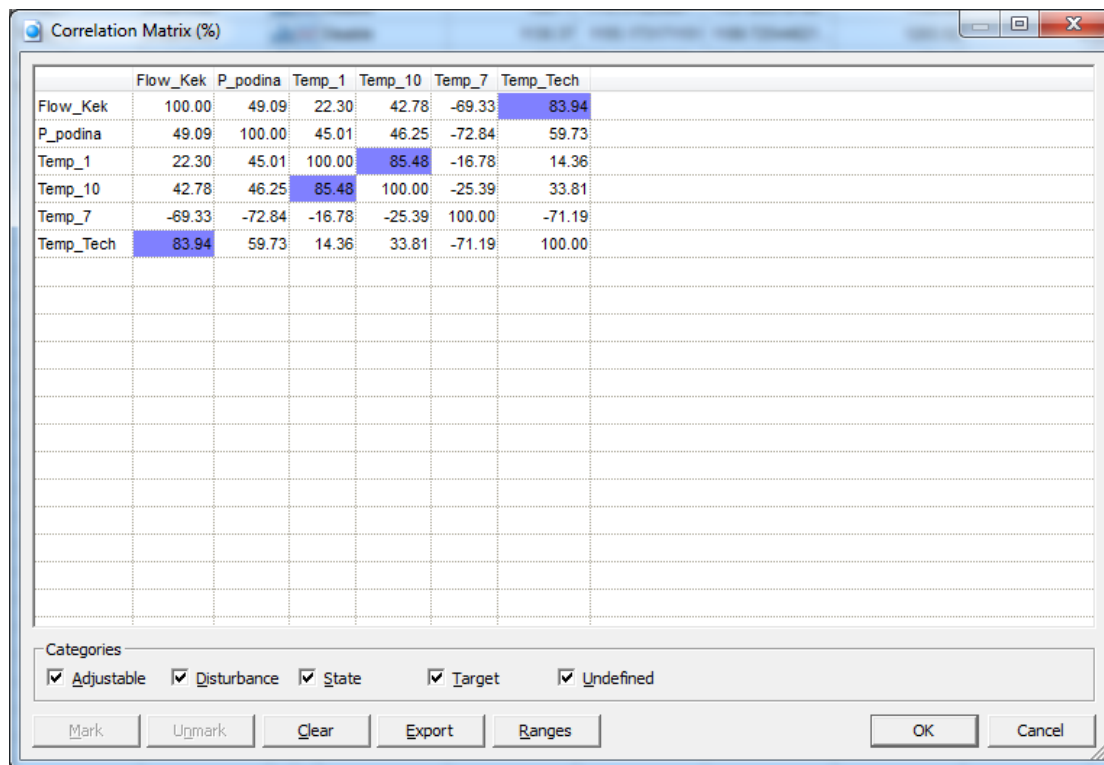 Correlation Matrix (%)
Flow_Kek P_podina Temp_1 Temp_10 Temp_7 Temp_Tech
Flow_Kek 100.00 49.09 22.30 42.78 -69.33 83.94
P_podina 49.09 100.00 45.01 46.25 -72.84 59.73
Temp_1 22.30 45.01 100.00 85.48 -16.78 14.36
Temp_10 42.78 46.25 85.48 100.00 -25.39 33.81
Temp_7 -69.33 -72.84 -16.78 -25.39 100.00 -71.19
Temp_Tech 83.94 59.73 14.36 33.81 -71.19 100.00
Categories
Adjustable Disturbance State Target Undefined
Mark Unmark Clear Export Ranges OK Cancel